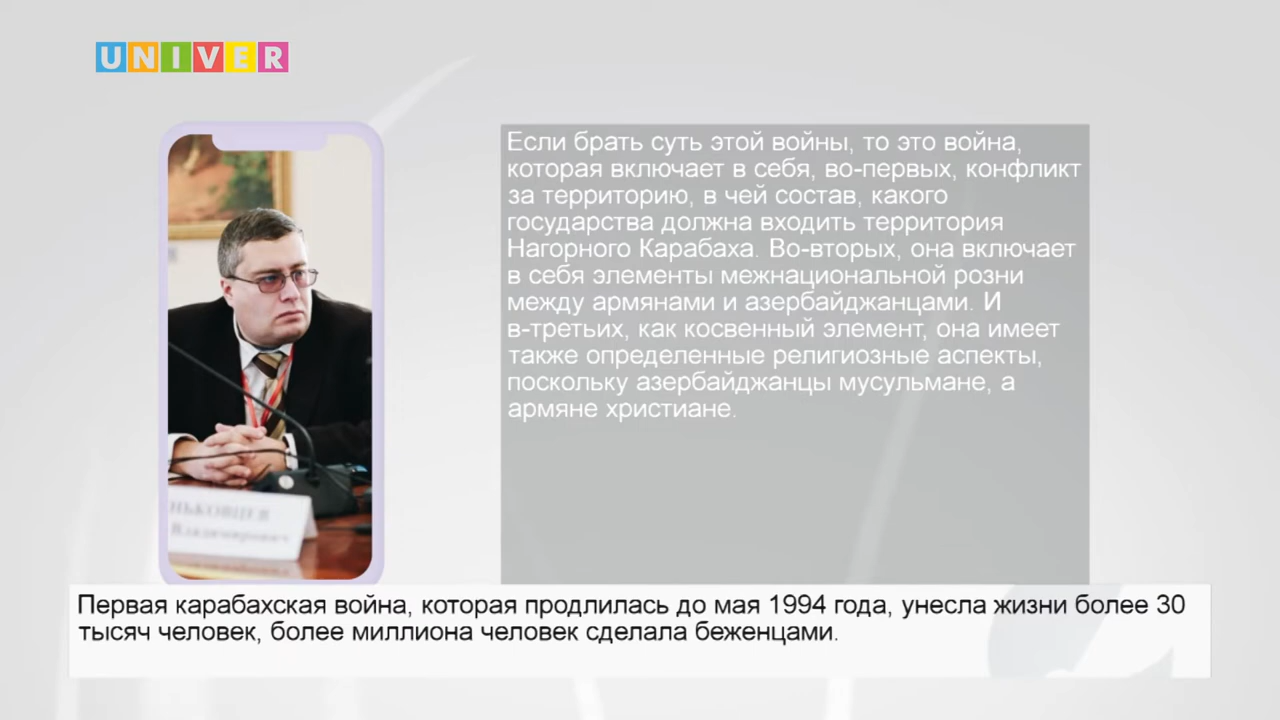 UNIVER
Если брать суть этой войны, то это война,
которая включает в себя, во-первых, конфликт
за территорию, в чей состав, какого
государства должна входить территория
Нагорного Карабаха. Во-вторых, она включает
в себя элементы межнациональной розни
между армянами и азербайджанцами. И
в-третьих, как косвенный элемент, она имеет
также определенные религиозные аспекты,
поскольку азербайджанцы мусульмане, а
армяне христиане.
НЬКОВЦЕВ
Владимирович
Первая карабахская война, которая продлилась до мая 1994 года, унесла жизни более 30
тысяч человек, более миллиона человек сделала беженцами.